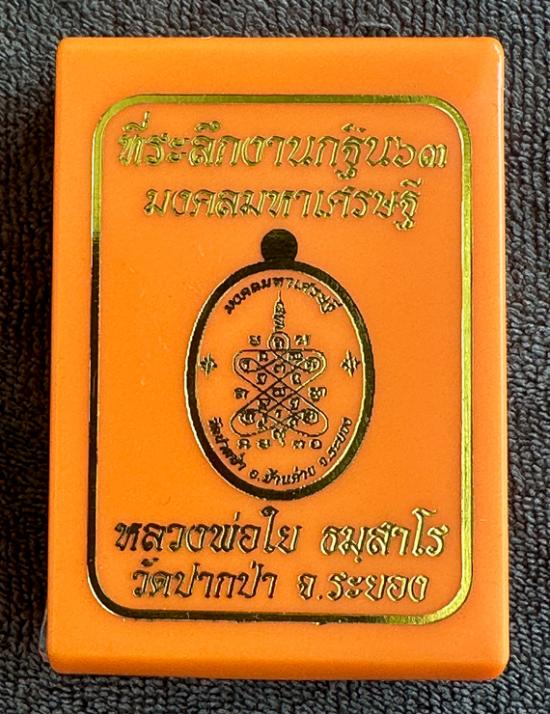 ที่ระลึกงานกฐิน๖๓
มงคลมหาเศรษฐี
มงคลมหาเศรษฐี
วัดปากป่า อ.บ้านค่าย จ.ระยอง
หลวงพ่อใย ธมฺสาโร
วัดปากป่า จ.ระยอง